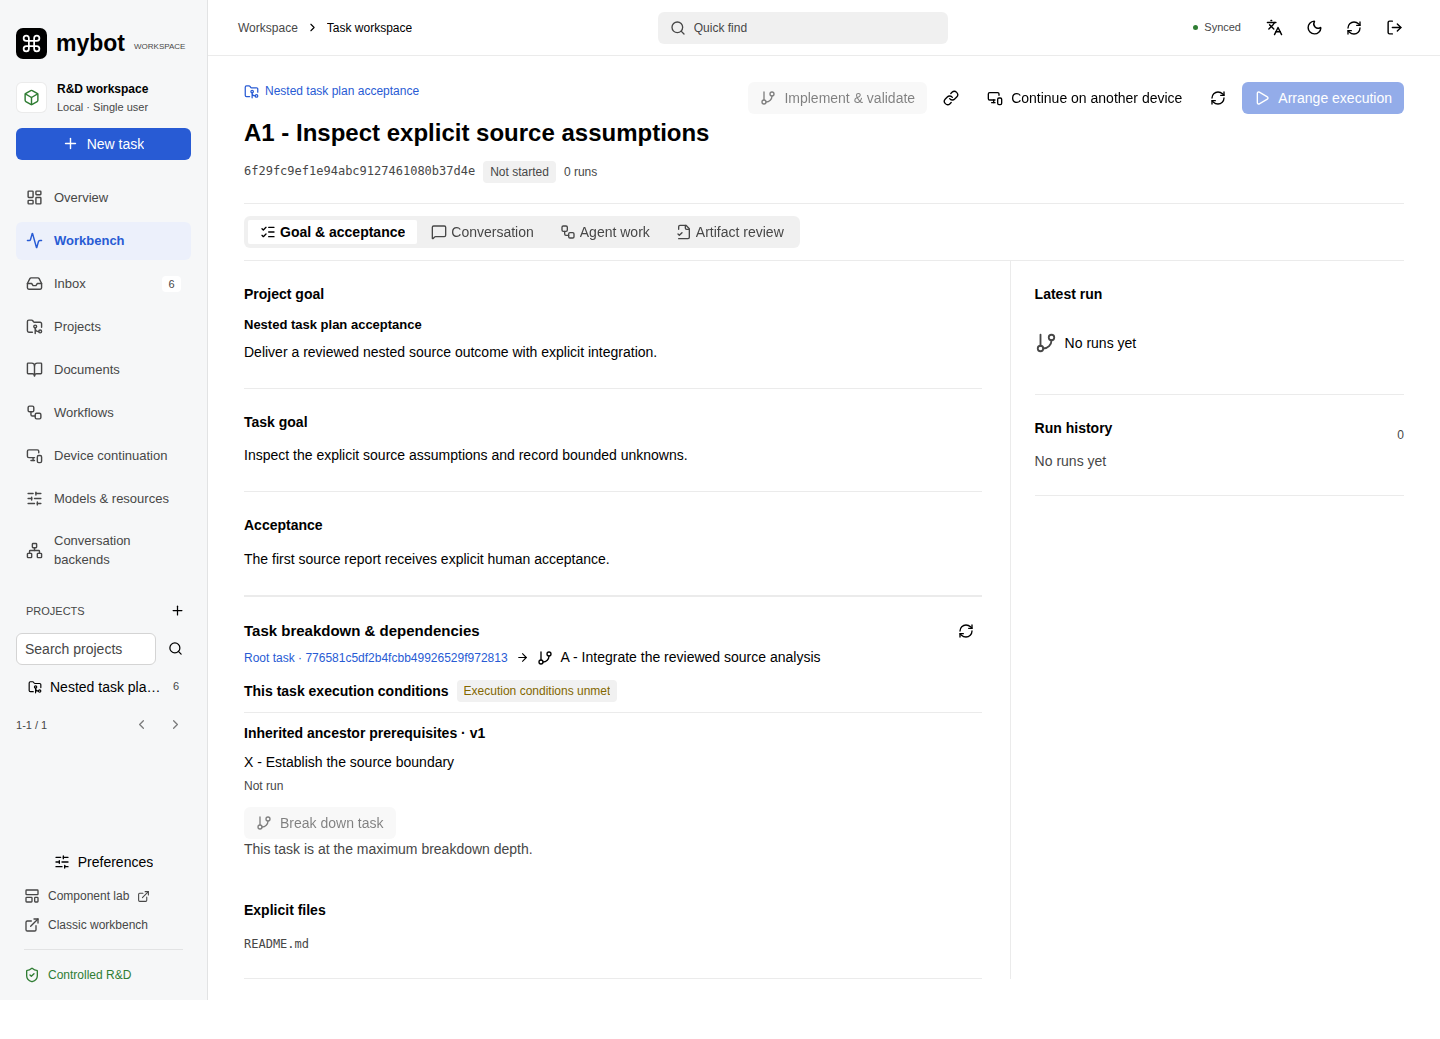 mybot WORKSPACE
R&D workspace
Local · Single user
New task
Overview
Workbench
Inbox 6
Projects
Documents
Workflows
Device continuation
Models & resources
Conversation
backends
PROJECTS
Search projects
Nested task pla… 6
1-1 / 1
Preferences
Component lab
Classic workbench
Controlled R&D
Workspace Task workspace
Quick find
Synced
Nested task plan acceptance
Implement & validate
Continue on another device
Arrange execution
A1 - Inspect explicit source assumptions
6f29fc9ef1e94abc9127461080b37d4e Not started 0 runs
Goal & acceptance Conversation Agent work Artifact review
Project goal
Nested task plan acceptance
Deliver a reviewed nested source outcome with explicit integration.
Task goal
Inspect the explicit source assumptions and record bounded unknowns.
Acceptance
The first source report receives explicit human acceptance.
Task breakdown & dependencies
Root task · 776581c5df2b4fcbb49926529f972813 → A - Integrate the reviewed source analysis
This task execution conditions Execution conditions unmet
Inherited ancestor prerequisites · v1
X - Establish the source boundary
Not run
Break down task
This task is at the maximum breakdown depth.
Explicit files
README.md
Latest run
No runs yet
Run history 0
No runs yet